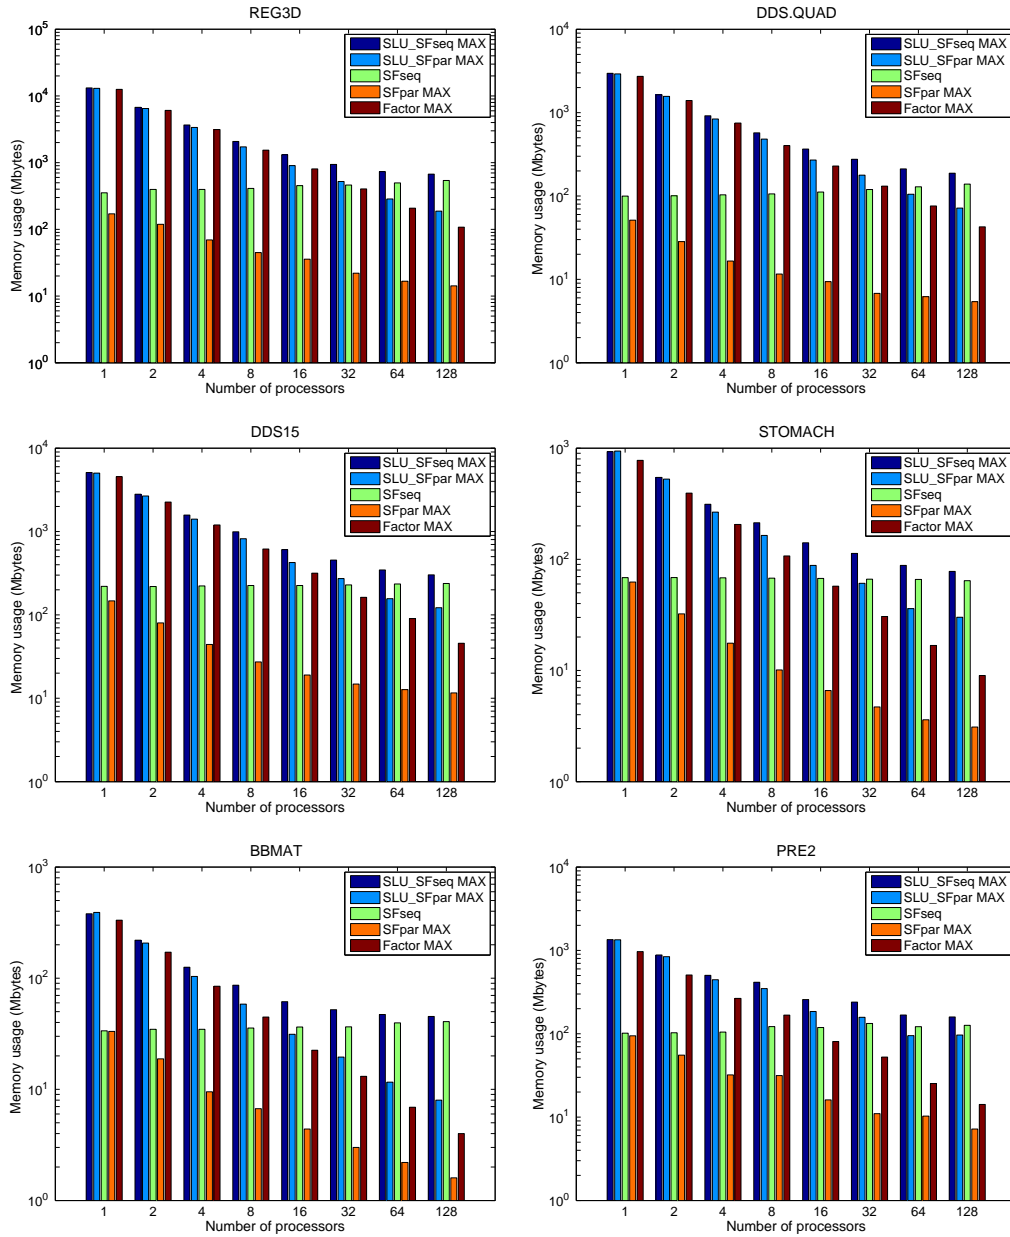 REG3D
Memory usage (Mbytes)
10^5
10^4
10^3
10^2
10^1
10^0
SLU_SFseq MAX
SLU_SFpar MAX
SFseq
SFpar MAX
Factor MAX
1 2 4 8 16 32 64 128
Number of processors
DDS.QUAD
Memory usage (Mbytes)
10^4
10^3
10^2
10^1
10^0
SLU_SFseq MAX
SLU_SFpar MAX
SFseq
SFpar MAX
Factor MAX
1 2 4 8 16 32 64 128
Number of processors
DDS15
Memory usage (Mbytes)
10^4
10^3
10^2
10^1
10^0
SLU_SFseq MAX
SLU_SFpar MAX
SFseq
SFpar MAX
Factor MAX
1 2 4 8 16 32 64 128
Number of processors
STOMACH
Memory usage (Mbytes)
10^3
10^2
10^1
10^0
SLU_SFseq MAX
SLU_SFpar MAX
SFseq
SFpar MAX
Factor MAX
1 2 4 8 16 32 64 128
Number of processors
BBMAT
Memory usage (Mbytes)
10^3
10^2
10^1
10^0
SLU_SFseq MAX
SLU_SFpar MAX
SFseq
SFpar MAX
Factor MAX
1 2 4 8 16 32 64 128
Number of processors
PRE2
Memory usage (Mbytes)
10^4
10^3
10^2
10^1
10^0
SLU_SFseq MAX
SLU_SFpar MAX
SFseq
SFpar MAX
Factor MAX
1 2 4 8 16 32 64 128
Number of processors